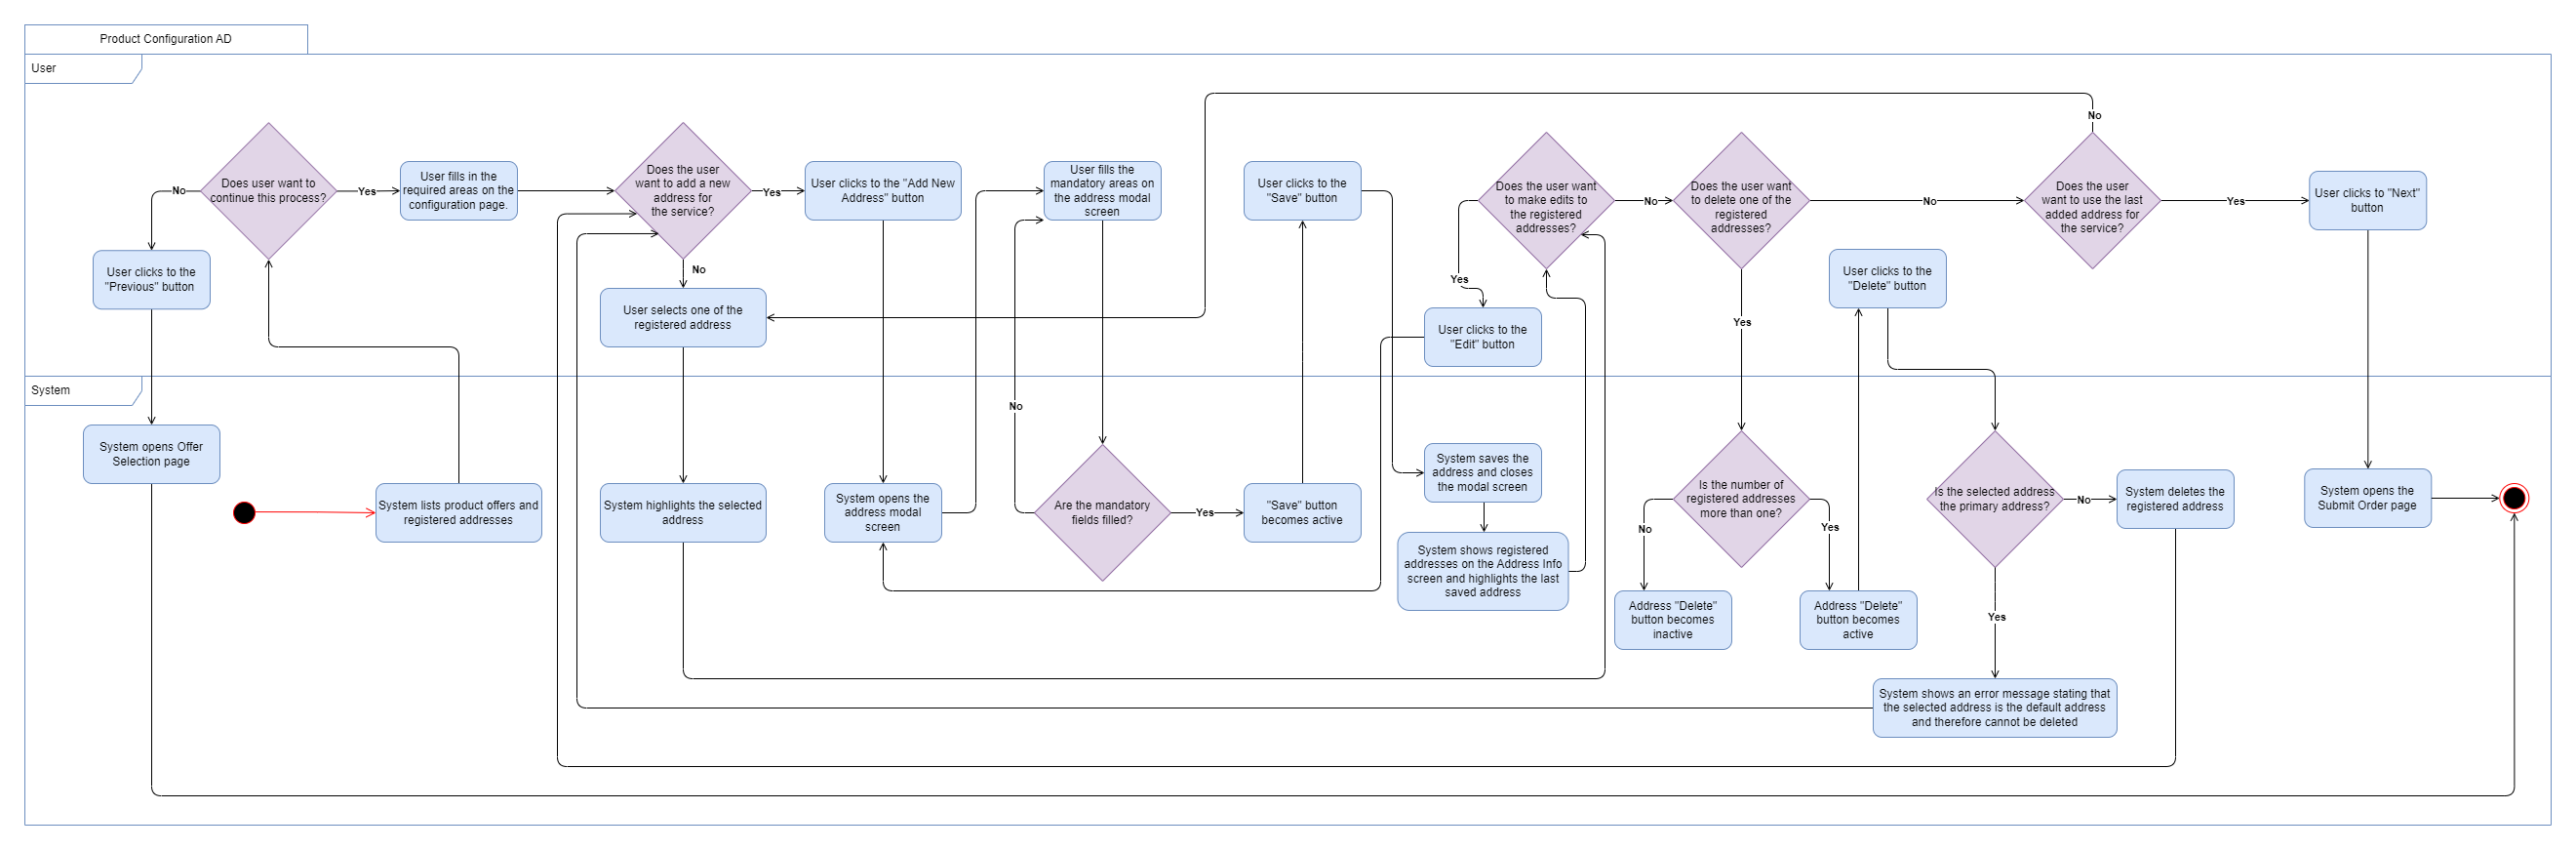 Product Configuration AD
User
Does user want to
continue this process?
No
Yes
User fills in the
required areas on the
configuration page.
User clicks to the
"Previous" button
Does the user
want to add a new
address for
the service?
Yes
No
User clicks to the "Add New
Address" button
User selects one of the
registered address
User fills the
mandatory areas on
the address modal
screen
User clicks to the
"Save" button
Does the user want
to make edits to
the registered
addresses?
Yes
No
User clicks to the
"Edit" button
Does the user want
to delete one of the
registered
addresses?
No
Yes
User clicks to the
"Delete" button
Does the user
want to use the last
added address for
the service?
No
Yes
User clicks to "Next"
button
System
System opens Offer
Selection page
System lists product offers and
registered addresses
System highlights the selected
address
System opens the
address modal
screen
No
Are the mandatory
fields filled?
Yes
"Save" button
becomes active
System saves the
address and closes
the modal screen
System shows registered
addresses on the Address Info
screen and highlights the last
saved address
Is the number of
registered addresses
more than one?
No
Yes
Address "Delete"
button becomes
inactive
Address "Delete"
button becomes
active
Is the selected address
the primary address?
No
Yes
System deletes the
registered address
System shows an error message stating that
the selected address is the default address
and therefore cannot be deleted
System opens the
Submit Order page